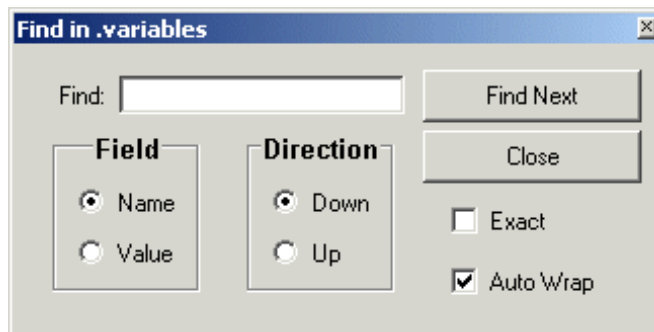 Find in .variables
Find:
Find Next
Field
Direction
Close
Name
Down
Exact
Value
Up
Auto Wrap